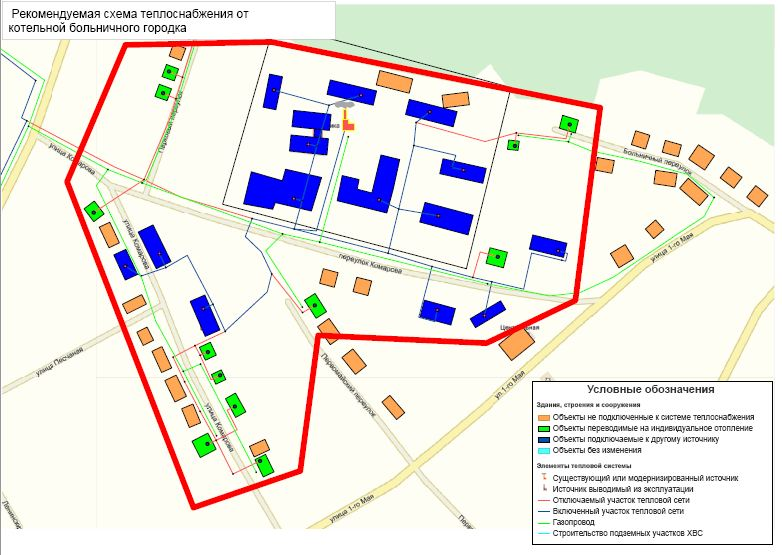 Рекомендуемая схема теплоснабжения от
котельной больничного городка
Парковый переулок
улица Комарова
улица Комарова
переулок Комарова
Больничный переулок
улица 1-го Мая
Центральная
улица Песчаная
Первомайский переулок
ул. 1-го Мая
улица Комарова
улица 1-го Мая
Условные обозначения
Здания, строения и сооружения
Объекты не подключенные к системе теплоснабжения
Объекты переводимые на индивидуальное отопление
Объекты подключаемые к другому источнику
Объекты без изменения
Элементы тепловой системы
Существующий или модернизированный источник
Источник выводимый из эксплуатации
Отключаемый участок тепловой сети
Включенный участок тепловой сети
Газопровод
Строительство подземных участков ХВС